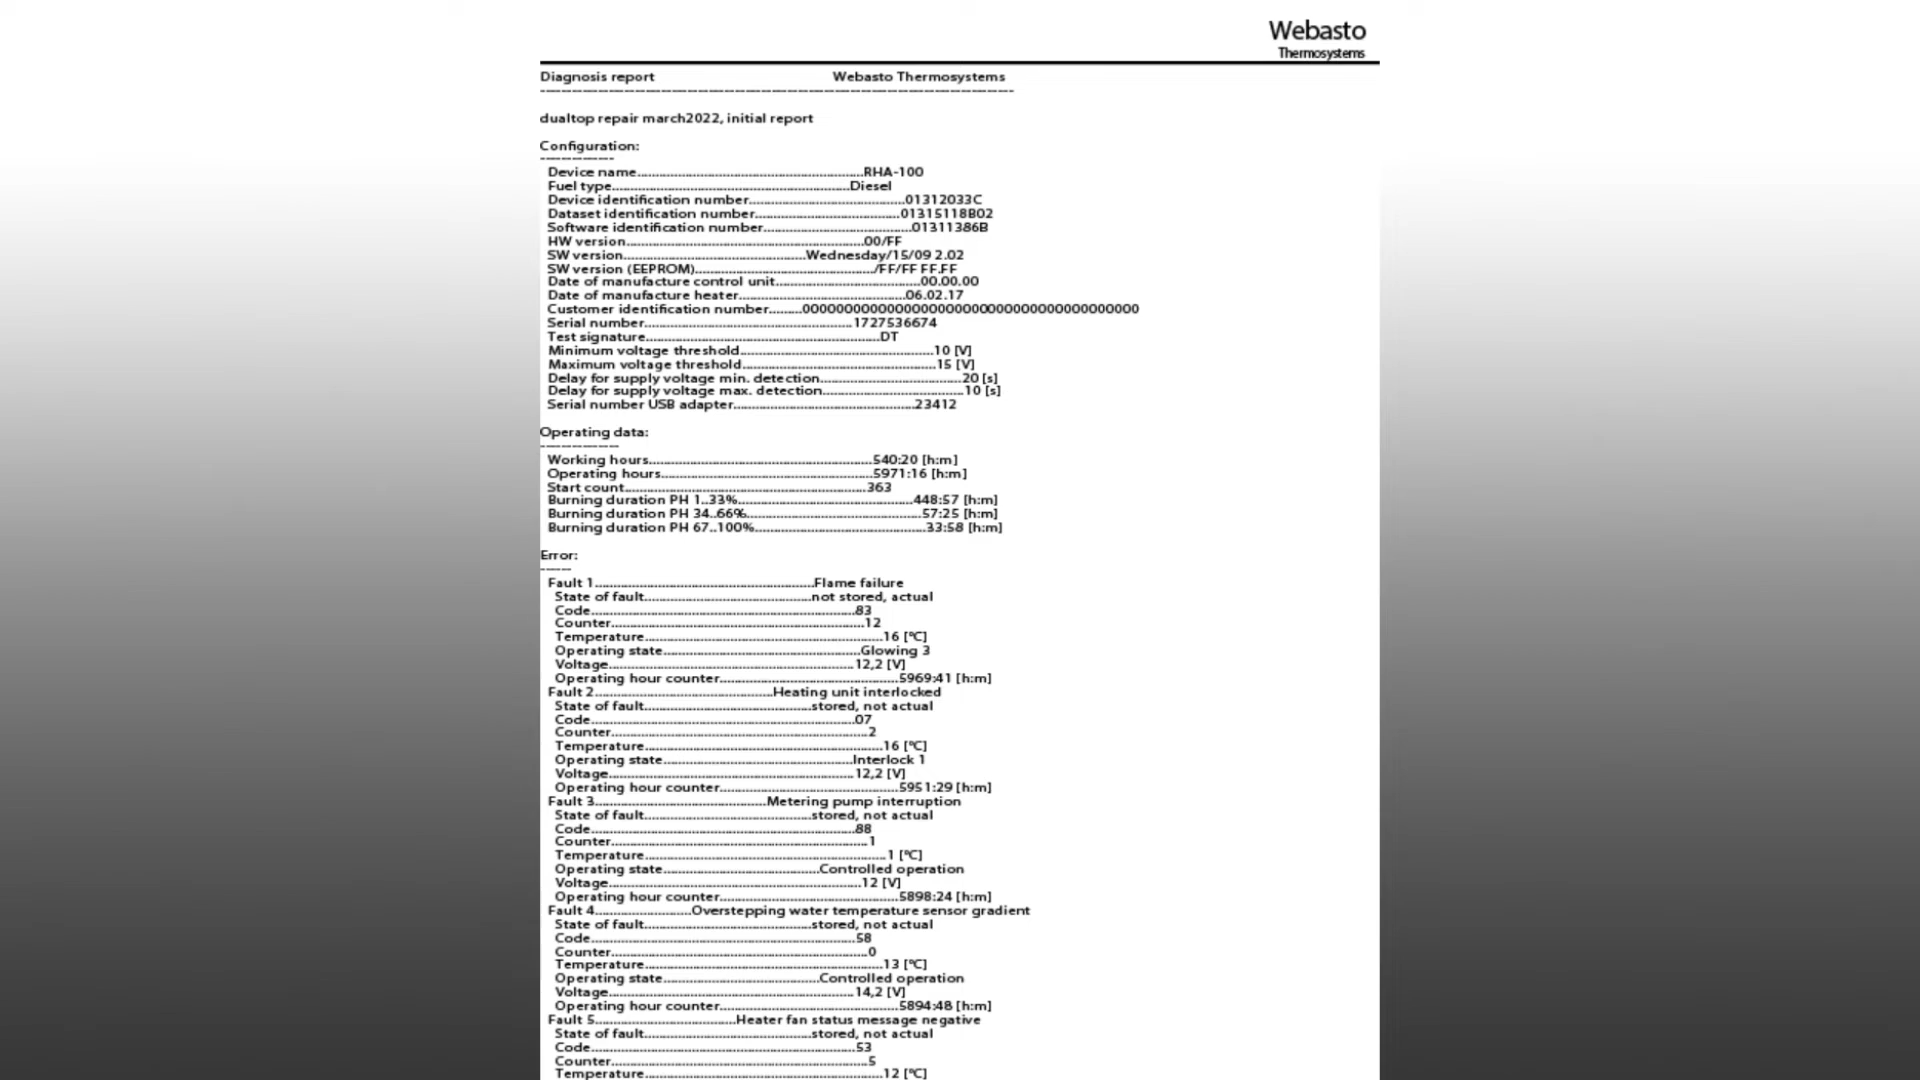 Webasto
Thermosystems
Diagnosis report Webasto Thermosystems
--------------------------------------------------------------------------------
dualtop repair march2022, initial report
Configuration:
--------------
Device name............................................................RHA-100
Fuel type...............................................................Diesel
Device identification number.........................................01312033C
Dataset identification number......................................01315118B02
Software identification number.......................................01311386B
HW version...............................................................00/FF
SW version................................................Wednesday/15/09 2.02
SW version (EEPROM)................................................/FF/FF FF.FF
Date of manufacture control unit......................................00.00.00
Date of manufacture heater............................................06.02.17
Customer identification number.........0000000000000000000000000000000000000000
Serial number.......................................................1727536674
Test signature..............................................................DT
Minimum voltage threshold...................................................10 [V]
Maximum voltage threshold...................................................15 [V]
Delay for supply voltage min. detection.....................................20 [s]
Delay for supply voltage max. detection.....................................10 [s]
Serial number USB adapter................................................23412
Operating data:
---------------
Working hours...........................................................540:20 [h:m]
Operating hours........................................................5971:16 [h:m]
Start count................................................................363
Burning duration PH 1..33%..............................................448:57 [h:m]
Burning duration PH 34..66%..............................................57:25 [h:m]
Burning duration PH 67..100%.............................................33:58 [h:m]
Error:
------
Fault 1..........................................................Flame failure
State of fault............................................not stored, actual
Code......................................................................83
Counter...................................................................12
Temperature...............................................................16 [°C]
Operating state....................................................Glowing 3
Voltage.................................................................12,2 [V]
Operating hour counter...............................................5969:41 [h:m]
Fault 2...............................................Heating unit interlocked
State of fault............................................stored, not actual
Code......................................................................07
Counter....................................................................2
Temperature...............................................................16 [°C]
Operating state..................................................Interlock 1
Voltage.................................................................12,2 [V]
Operating hour counter...............................................5951:29 [h:m]
Fault 3.............................................Metering pump interruption
State of fault............................................stored, not actual
Code......................................................................88
Counter....................................................................1
Temperature................................................................1 [°C]
Operating state.........................................Controlled operation
Voltage...................................................................12 [V]
Operating hour counter...............................................5898:24 [h:m]
Fault 4..........................Overstepping water temperature sensor gradient
State of fault............................................stored, not actual
Code......................................................................58
Counter....................................................................0
Temperature...............................................................13 [°C]
Operating state.........................................Controlled operation
Voltage.................................................................14,2 [V]
Operating hour counter...............................................5894:48 [h:m]
Fault 5.....................................Heater fan status message negative
State of fault............................................stored, not actual
Code......................................................................53
Counter....................................................................5
Temperature...............................................................12 [°C]